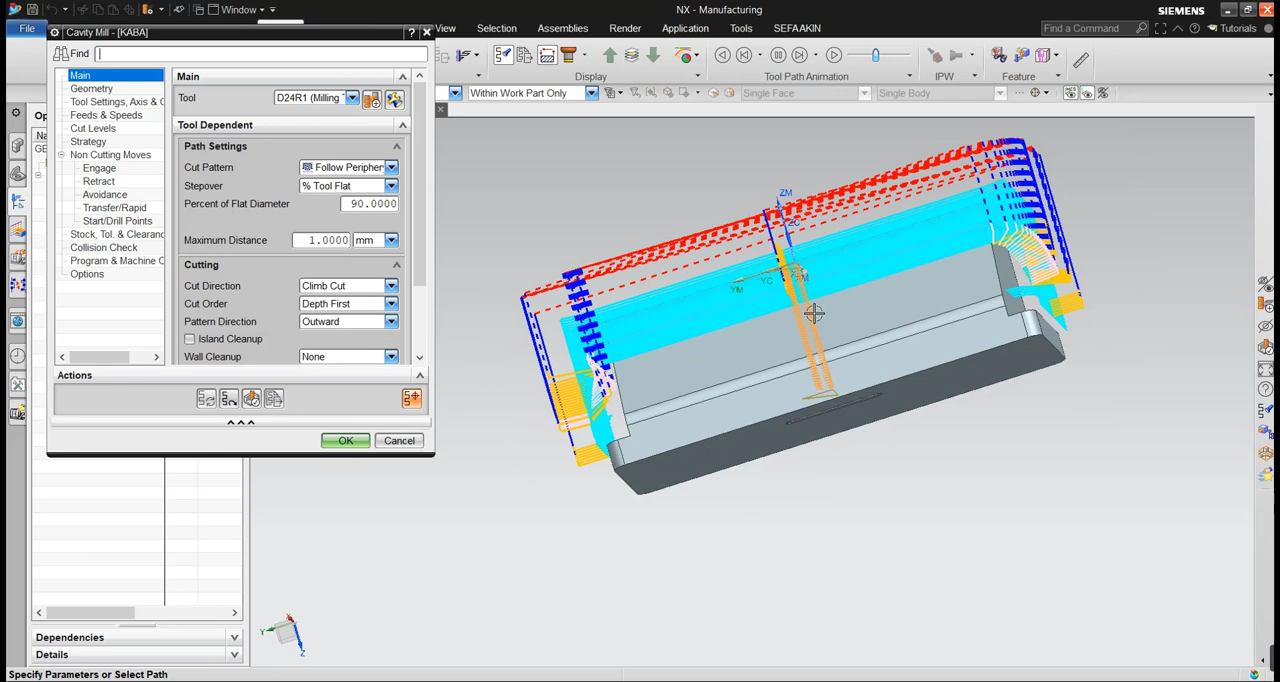 Window
NX - Manufacturing
SIEMENS
File
View Selection Assemblies Render Application Tools SEFAAKIN
Find a Command
Tutorials
Display
Tool Path Animation
IPW
Feature
Within Work Part Only
Single Face
Single Body
Cavity Mill - [KABA]
Find
Main
Geometry
Tool Settings, Axis & C
Feeds & Speeds
Cut Levels
Strategy
Non Cutting Moves
Engage
Retract
Avoidance
Transfer/Rapid
Start/Drill Points
Stock, Tol. & Clearanc
Collision Check
Program & Machine C
Options
Main
Tool D24R1 (Milling T
Tool Dependent
Path Settings
Cut Pattern Follow Peripher
Stepover % Tool Flat
Percent of Flat Diameter 90.0000
Maximum Distance 1.0000 mm
Cutting
Cut Direction Climb Cut
Cut Order Depth First
Pattern Direction Outward
Island Cleanup
Wall Cleanup None
Actions
OK Cancel
Op
Na
GE
ZM
ZC
YM
YC
Y
Z
Dependencies
Details
Specify Parameters or Select Path